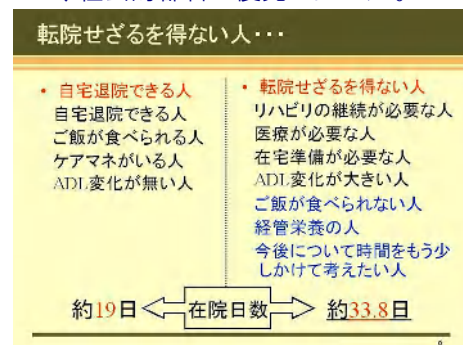 転院せざるを得ない人・・・
• 自宅退院できる人
自宅退院できる人
ご飯が食べられる人
ケアマネがいる人
ADL変化が無い人
• 転院せざるを得ない人
リハビリの継続が必要な人
医療が必要な人
在宅準備が必要な人
ADL変化が大きい人
ご飯が食べられない人
経管栄養の人
今後について時間をもう少
しかけて考えたい人
約19日
在院日数
約33.8日